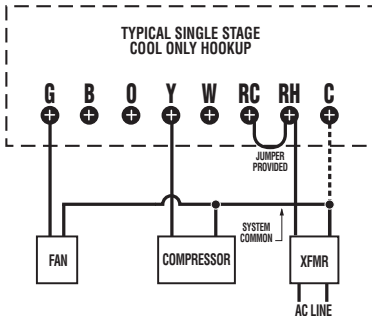 TYPICAL SINGLE STAGE
COOL ONLY HOOKUP
G B O Y W RC RH C
JUMPER
PROVIDED
SYSTEM
COMMON
FAN COMPRESSOR XFMR
AC LINE